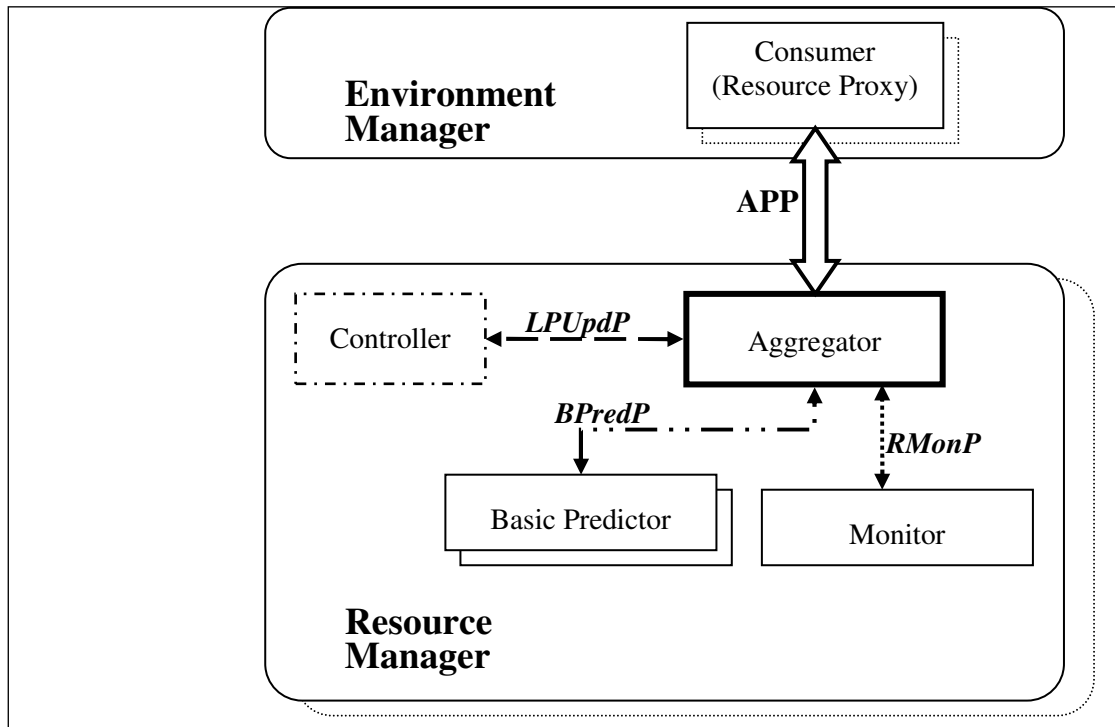 Consumer
(Resource Proxy)
Environment
Manager
APP
Controller
LPUpdP
Aggregator
BPredP
RMonP
Basic Predictor
Monitor
Resource
Manager